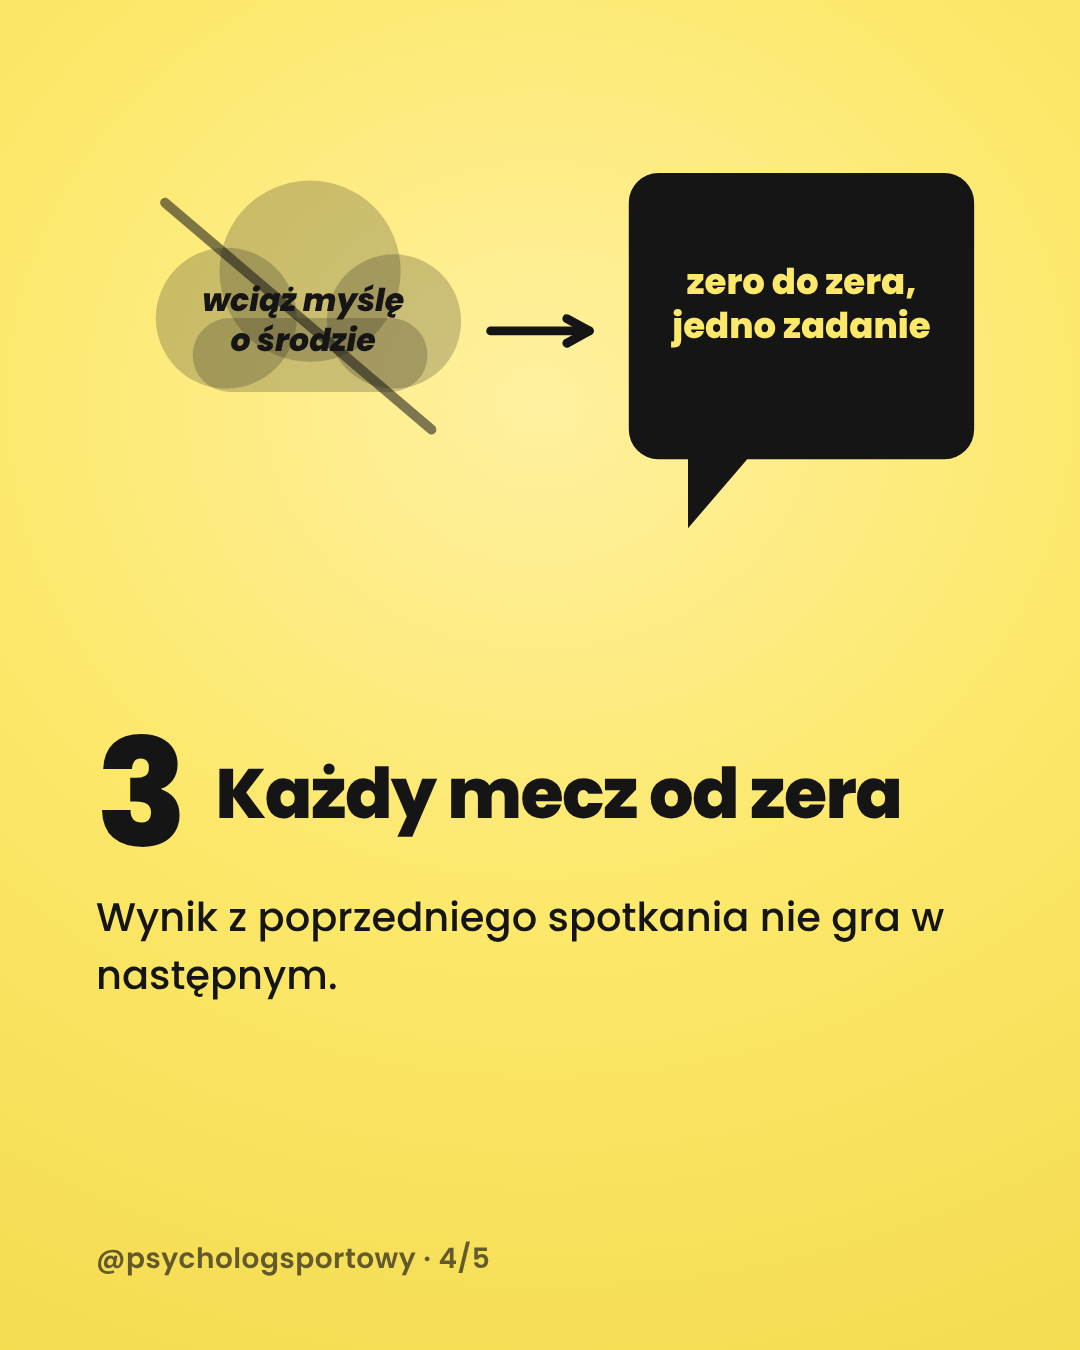 wciąż myślę
o środzie
zero do zera,
jedno zadanie
3 Każdy mecz od zera
Wynik z poprzedniego spotkania nie gra w
następnym.
@psychologsportowy · 4/5